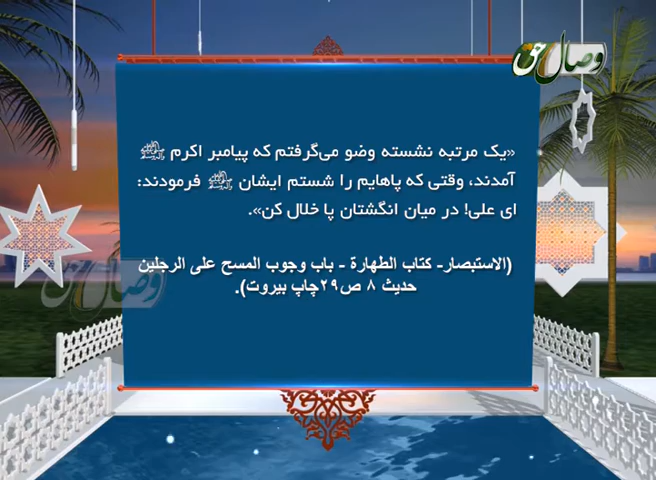 وصال حق
«یک مرتبه نشسته وضو می‌گرفتم که پیامبر اکرم ﷺ
آمدند، وقتی که پاهایم را شستم ایشان ﷺ فرمودند:
ای علی! در میان انگشتان پا خلال کن».
(الاستبصار- کتاب الطهارة - باب وجوب المسح علی الرجلین
حدیث ۸ ص۲۹چاپ بیروت).
وصال حق